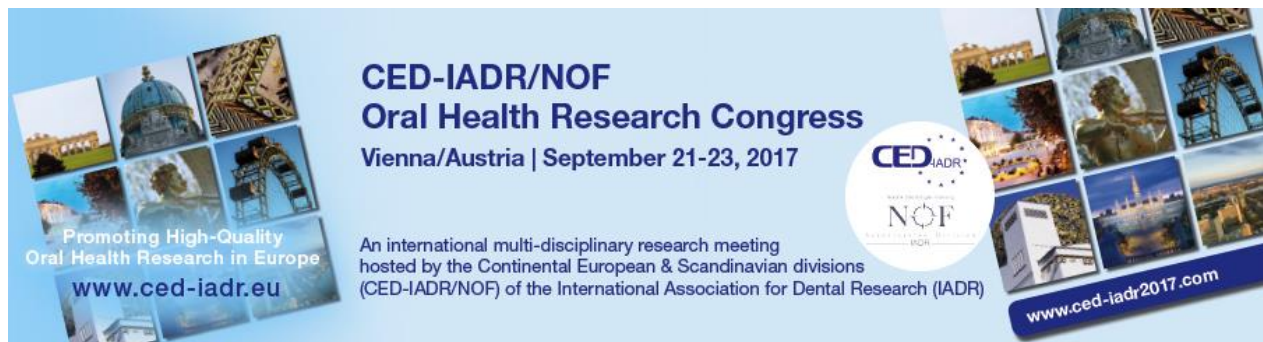 CED-IADR/NOF
Oral Health Research Congress
Vienna/Austria | September 21-23, 2017
An international multi-disciplinary research meeting
hosted by the Continental European & Scandinavian divisions
(CED-IADR/NOF) of the International Association for Dental Research (IADR)
Promoting High-Quality
Oral Health Research in Europe
www.ced-iadr.eu
CED-IADR
NOF
IADR
www.ced-iadr2017.com